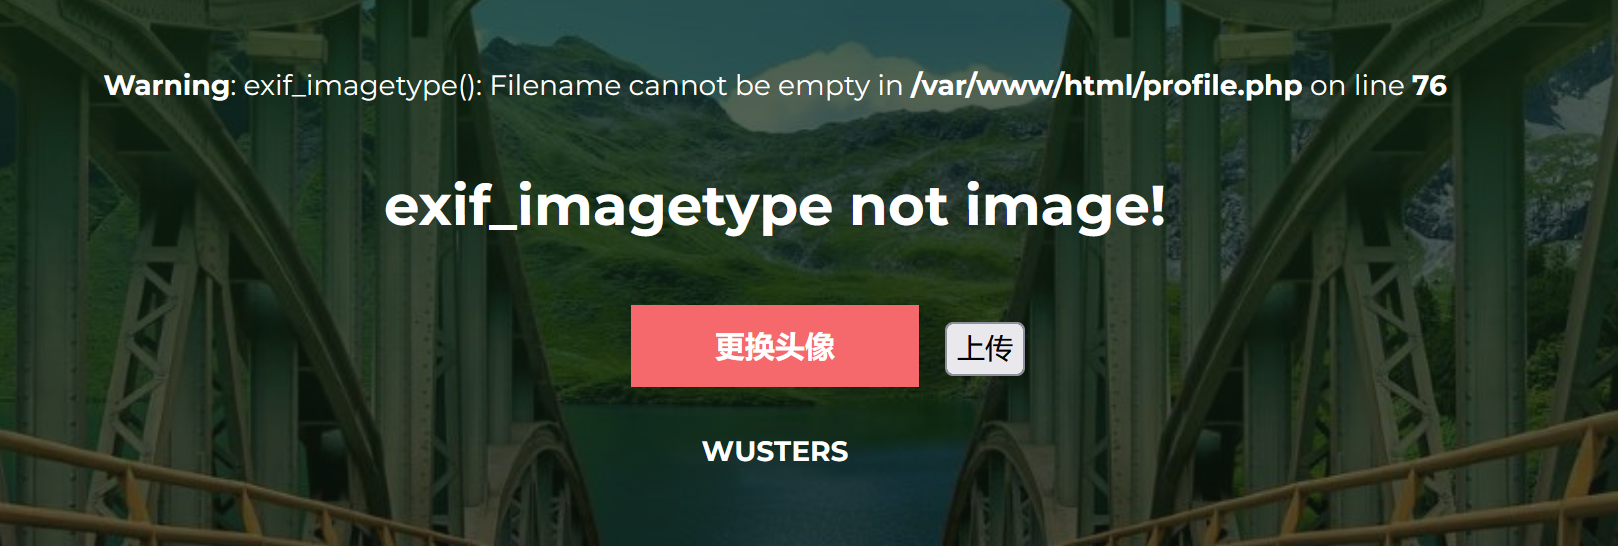 Warning: exif_imagetype(): Filename cannot be empty in /var/www/html/profile.php on line 76
exif_imagetype not image!
更换头像
上传
WUSTERS